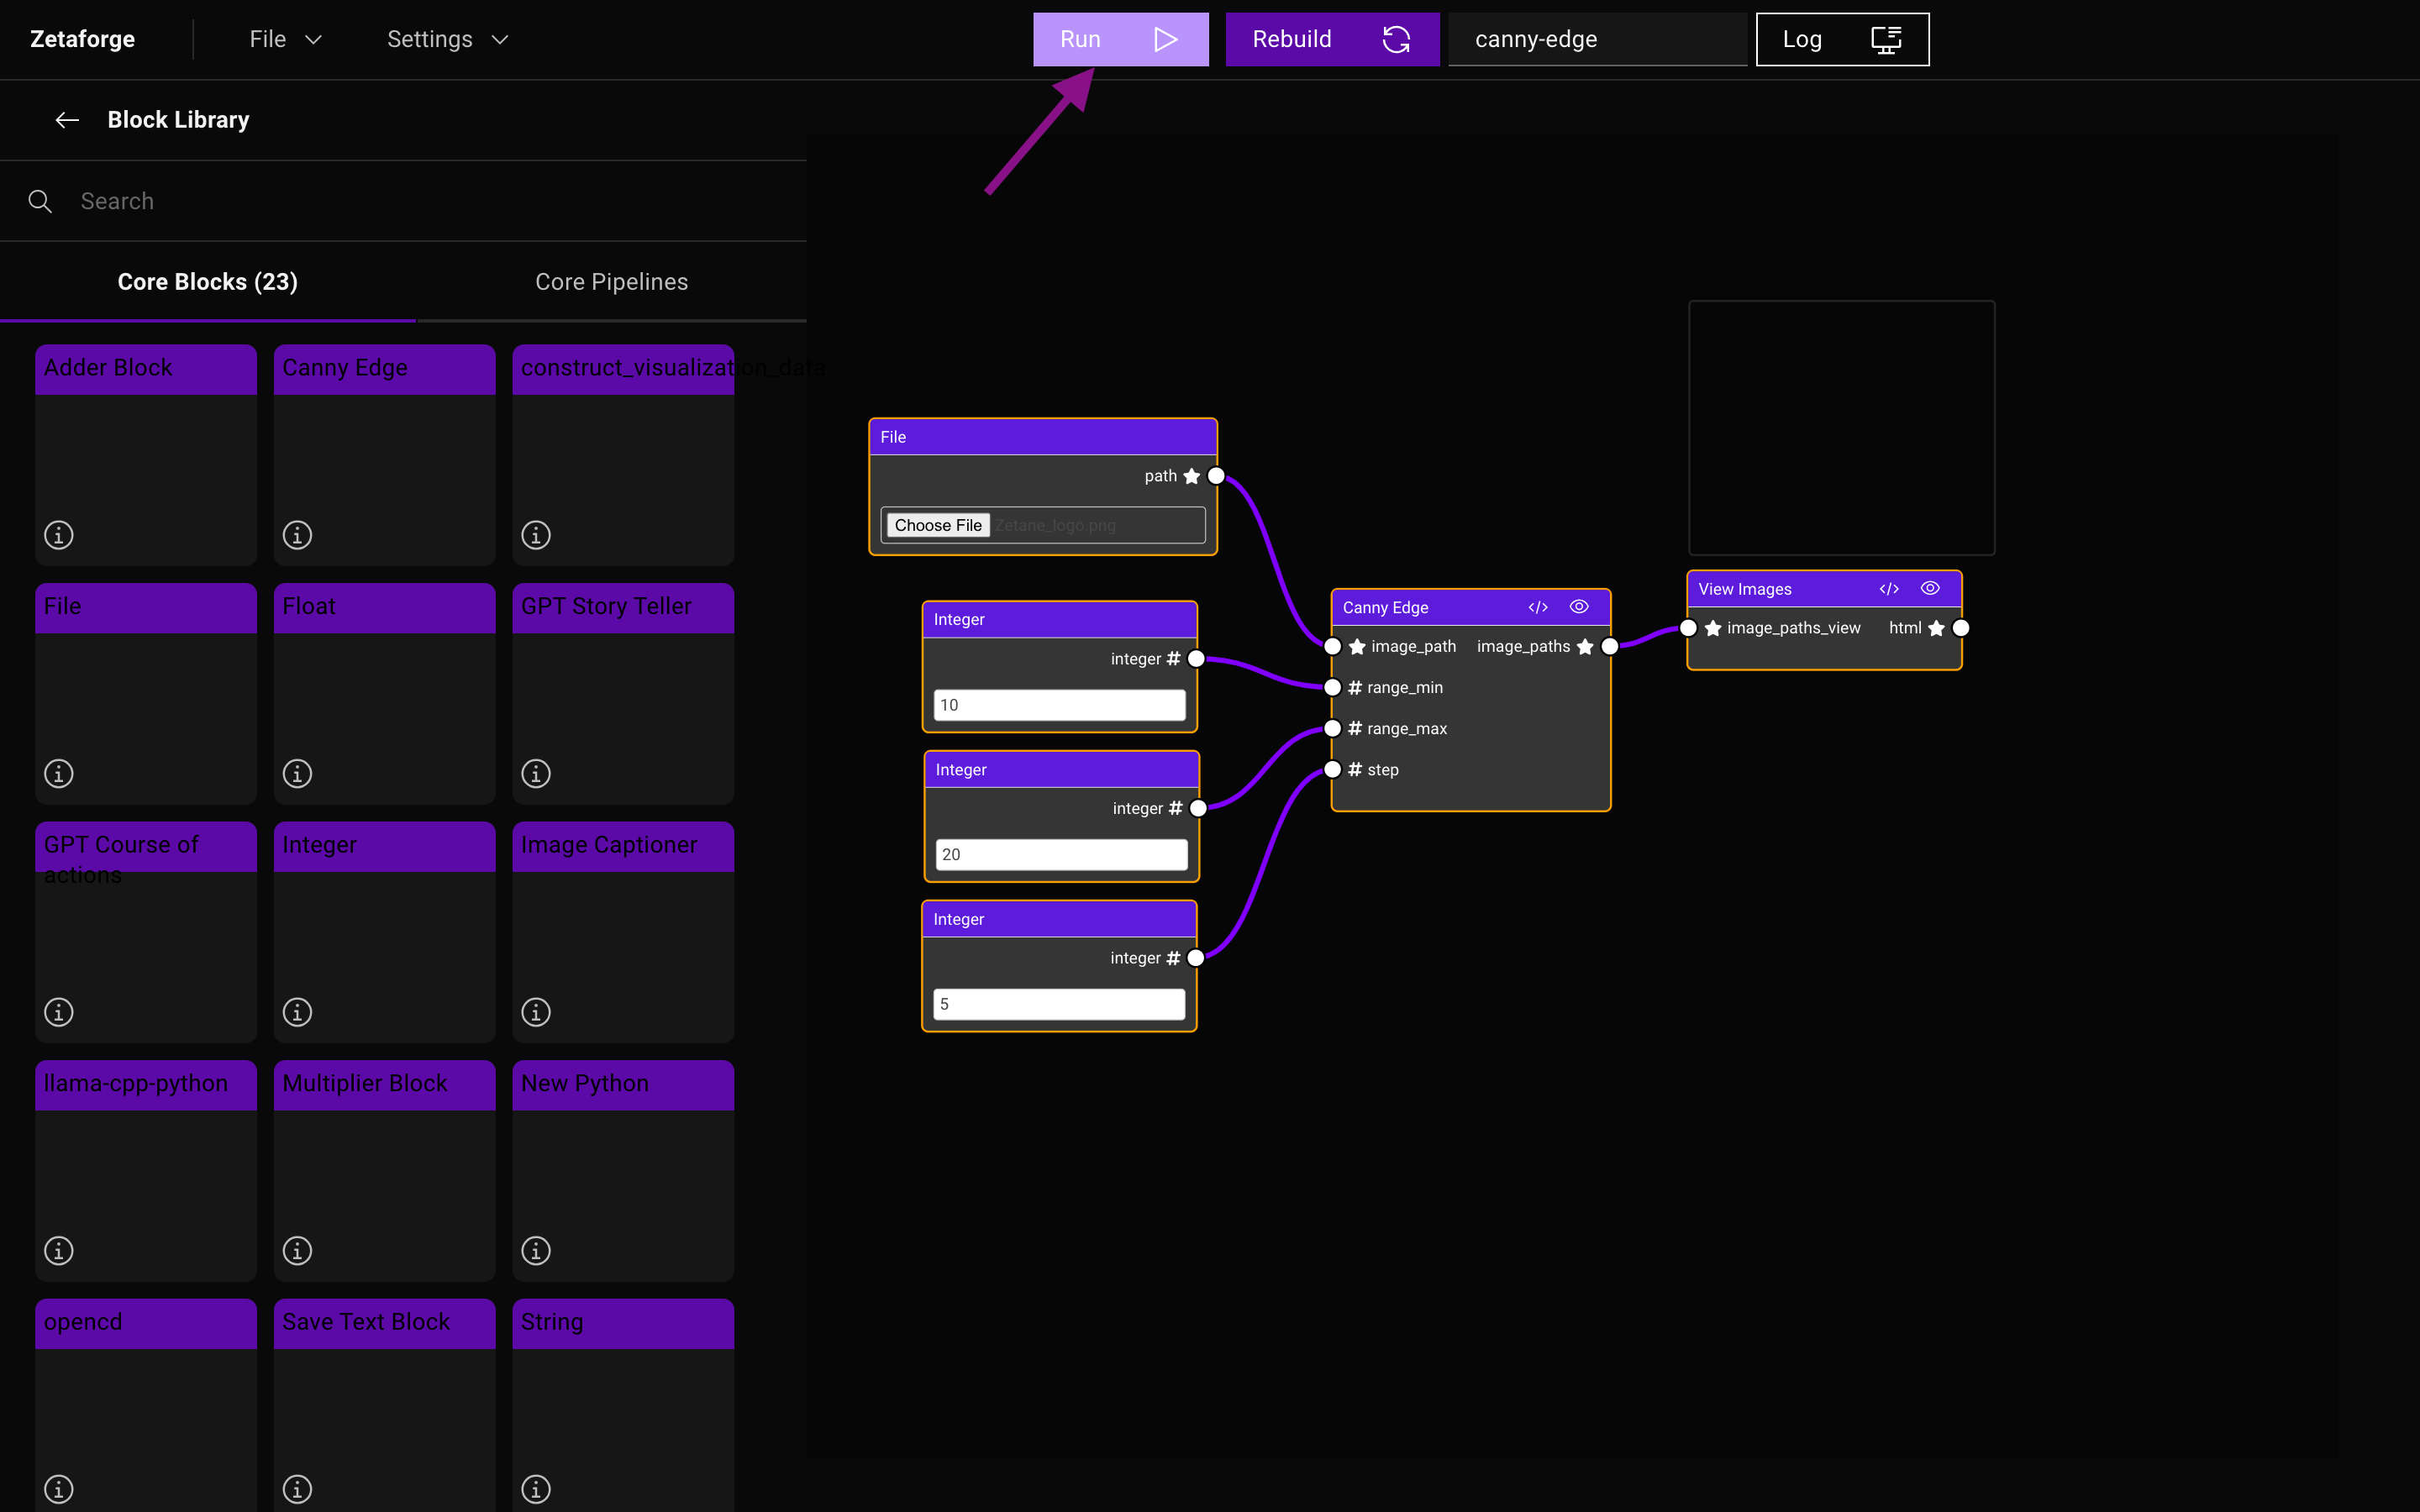 Zetaforge
File
Settings
Run
Rebuild
canny-edge
Log
Block Library
Search
Core Blocks (23)
Core Pipelines
Adder Block
Canny Edge
construct_visualization_data
File
Float
GPT Story Teller
GPT Course of
actions
Integer
Image Captioner
llama-cpp-python
Multiplier Block
New Python
opencd
Save Text Block
String
File
path
Choose File Zetane_logo.png
Integer
integer #
10
Integer
integer #
20
Integer
integer #
5
Canny Edge </>
image_path image_paths
# range_min
# range_max
# step
View Images </>
image_paths_view html